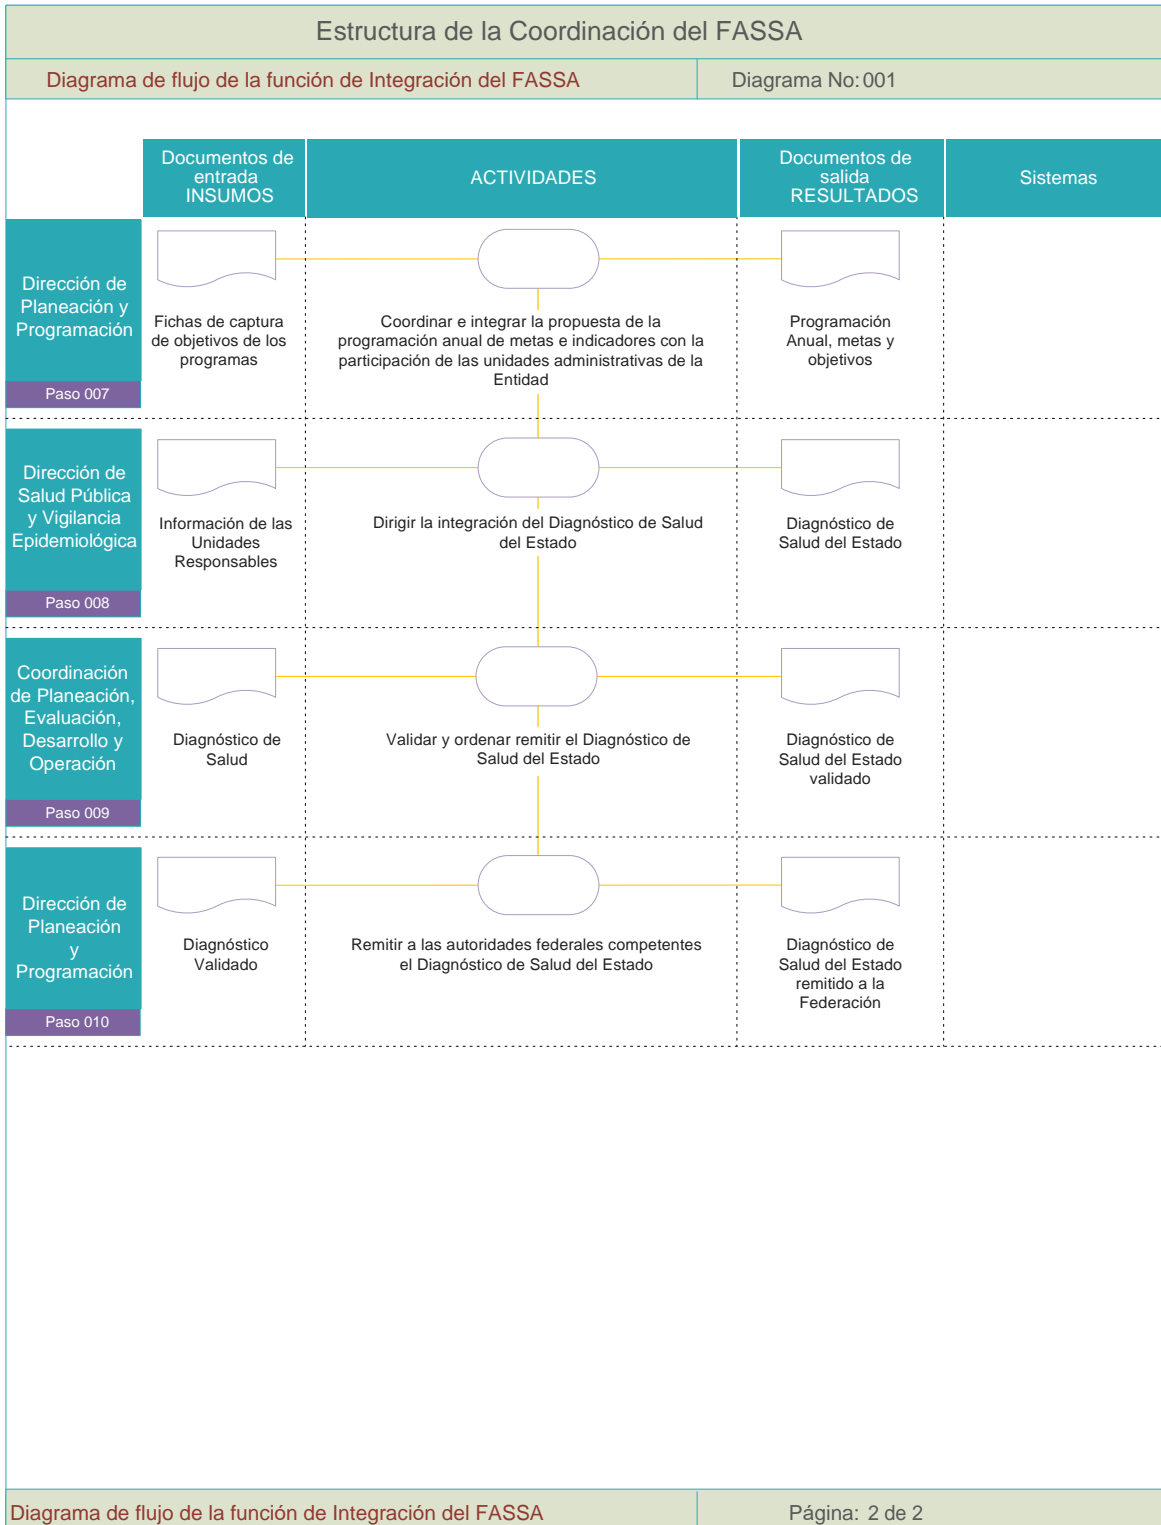 Estructura de la Coordinación del FASSA
Diagrama de flujo de la función de Integración del FASSA
Diagrama No: 001
Documentos de
entrada
INSUMOS
ACTIVIDADES
Documentos de
salida
RESULTADOS
Sistemas
Dirección de
Planeación y
Programación
Paso 007
Fichas de captura
de objetivos de los
programas
Coordinar e integrar la propuesta de la
programación anual de metas e indicadores con la
participación de las unidades administrativas de la
Entidad
Programación
Anual, metas y
objetivos
Dirección de
Salud Pública
y Vigilancia
Epidemiológica
Paso 008
Información de las
Unidades
Responsables
Dirigir la integración del Diagnóstico de Salud
del Estado
Diagnóstico de
Salud del Estado
Coordinación
de Planeación,
Evaluación,
Desarrollo y
Operación
Paso 009
Diagnóstico de
Salud
Validar y ordenar remitir el Diagnóstico de
Salud del Estado
Diagnóstico de
Salud del Estado
validado
Dirección de
Planeación
y
Programación
Paso 010
Diagnóstico
Validado
Remitir a las autoridades federales competentes
el Diagnóstico de Salud del Estado
Diagnóstico de
Salud del Estado
remitido a la
Federación
Diagrama de flujo de la función de Integración del FASSA
Página: 2 de 2